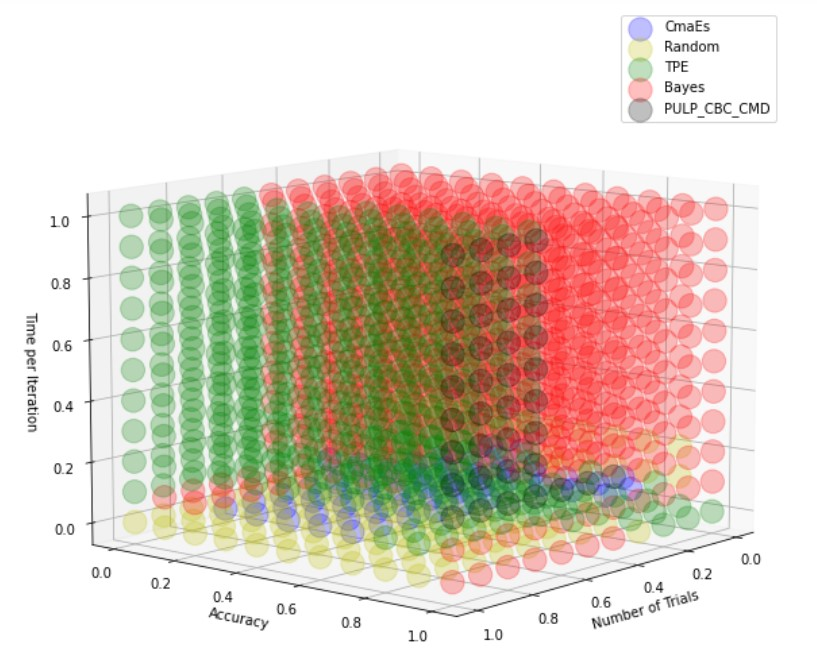 CmaEs
Random
TPE
Bayes
PULP_CBC_CMD
1.0
0.8
0.6
0.4
0.2
0.0
Time per Iteration
0.0
0.2
0.4
0.6
0.8
1.0
Accuracy
1.0
0.8
0.6
0.4
0.2
0.0
Number of Trials